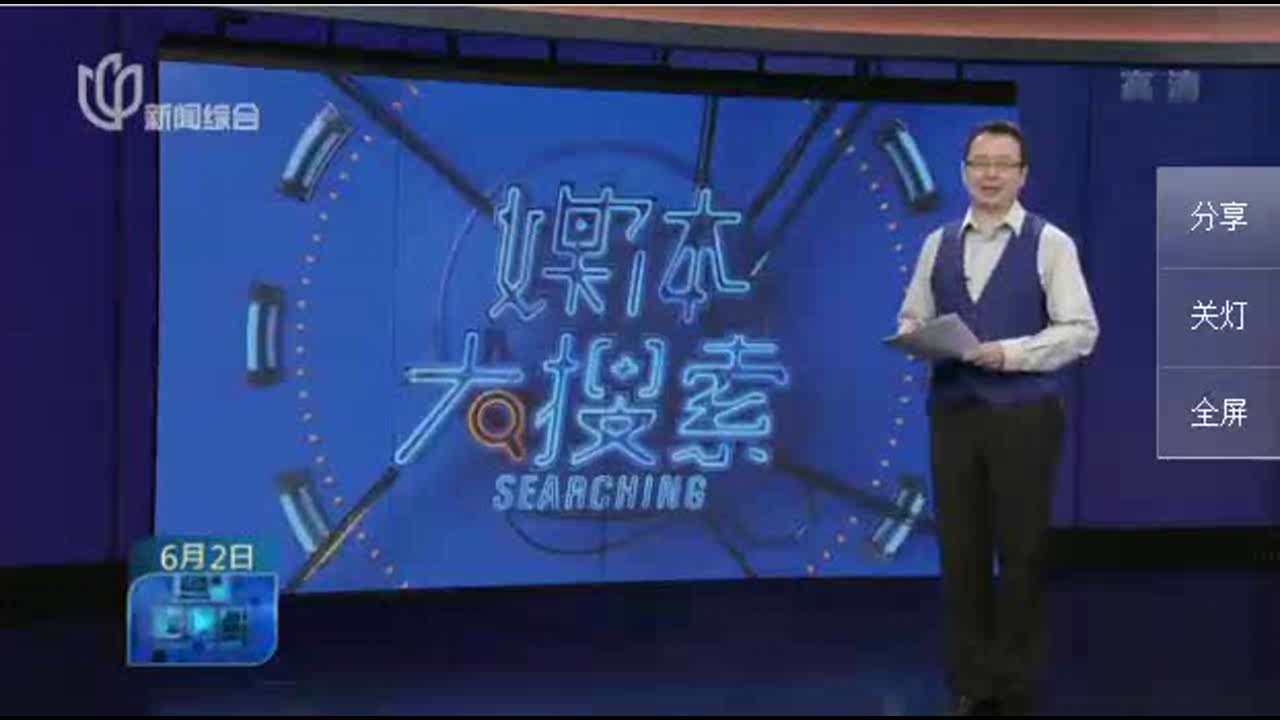 新闻综合
高清
媒体
大搜索
SEARCHING
分享
关灯
全屏
6月2日